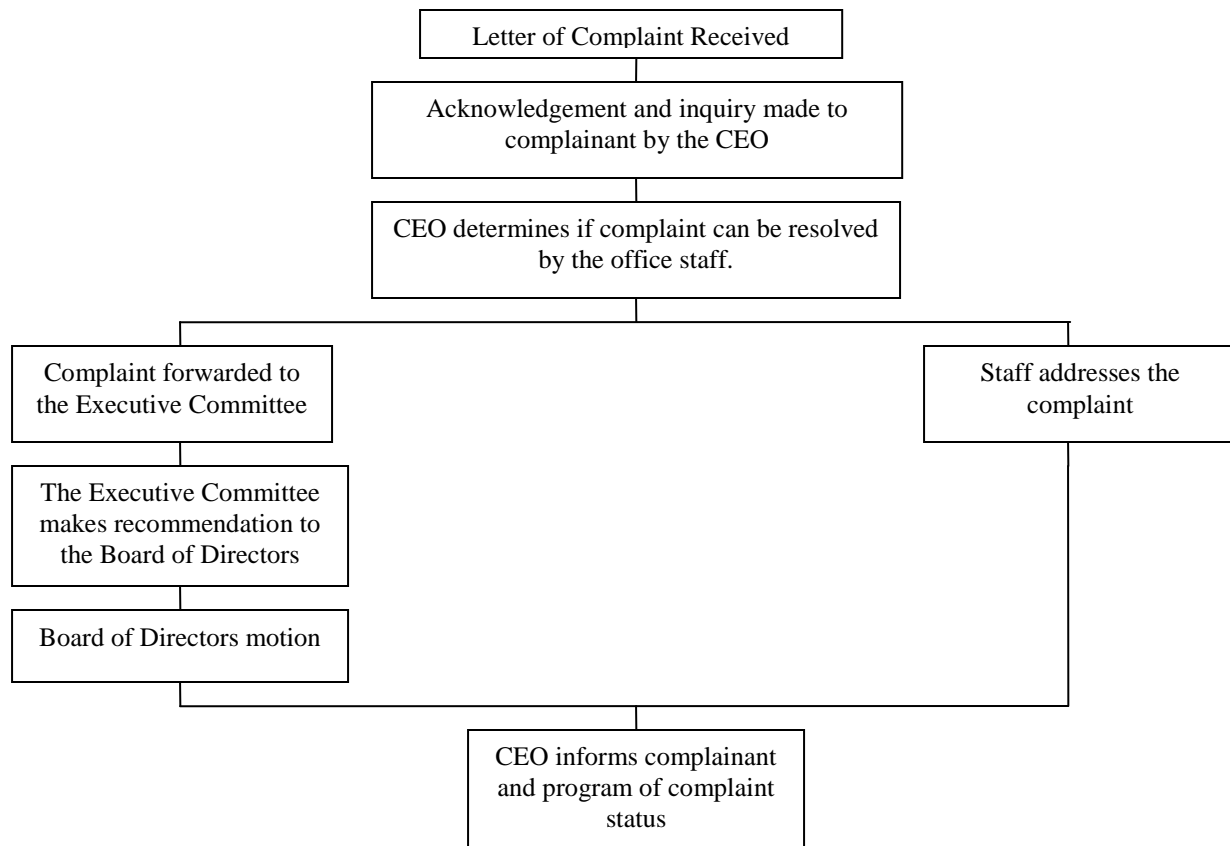 Letter of Complaint Received
Acknowledgement and inquiry made to
complainant by the CEO
CEO determines if complaint can be resolved
by the office staff.
Complaint forwarded to
the Executive Committee
Staff addresses the
complaint
The Executive Committee
makes recommendation to
the Board of Directors
Board of Directors motion
CEO informs complainant
and program of complaint
status